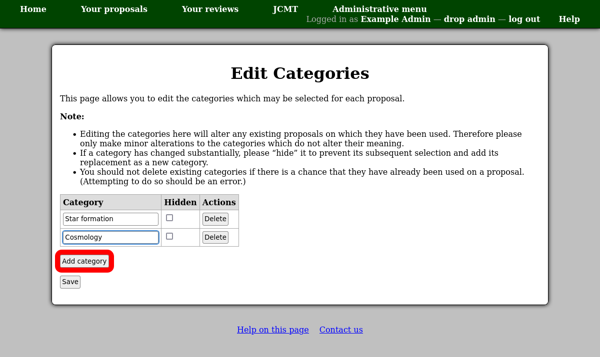 Home Your proposals Your reviews JCMT Administrative menu
Logged in as Example Admin — drop admin — log out Help
Edit Categories
This page allows you to edit the categories which may be selected for each proposal.
Note:
• Editing the categories here will alter any existing proposals on which they have been used. Therefore please
only make minor alterations to the categories which do not alter their meaning.
• If a category has changed substantially, please “hide” it to prevent its subsequent selection and add its
replacement as a new category.
• You should not delete existing categories if there is a chance that they have already been used on a proposal.
(Attempting to do so should be an error.)
Category Hidden Actions
Star formation Delete
Cosmology Delete
Add category
Save
Help on this page Contact us